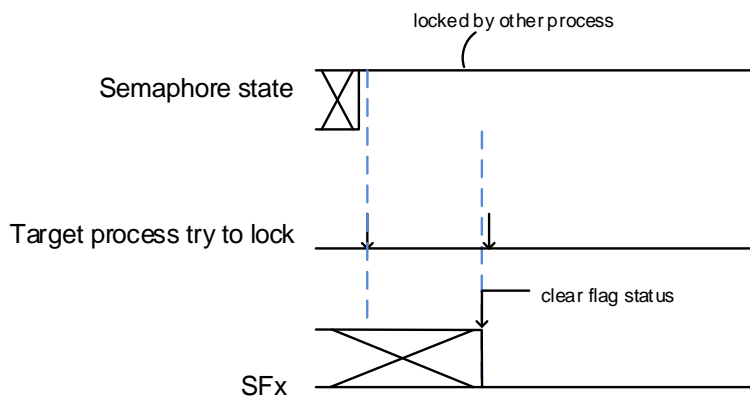 locked by other process
Semaphore state
Target process try to lock
clear flag status
SFx